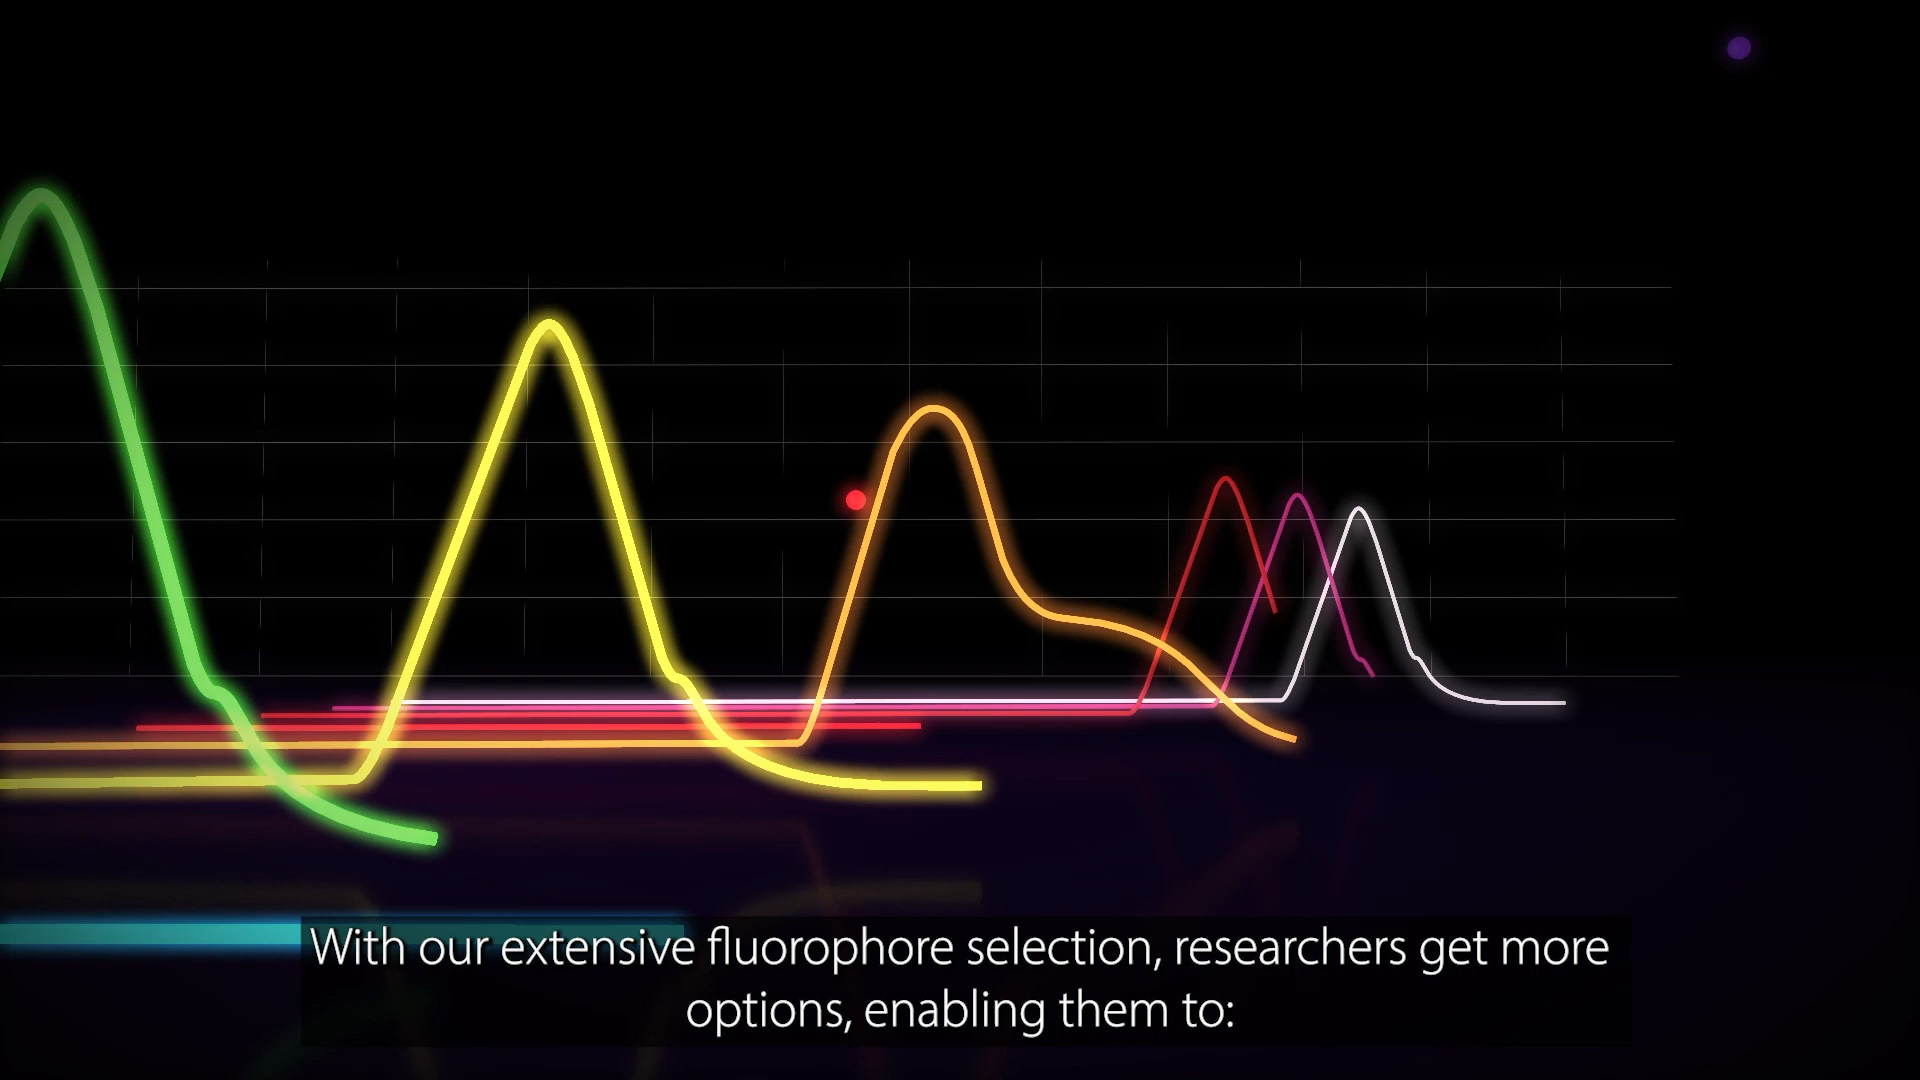 With our extensive fluorophore selection, researchers get more
options, enabling them to: